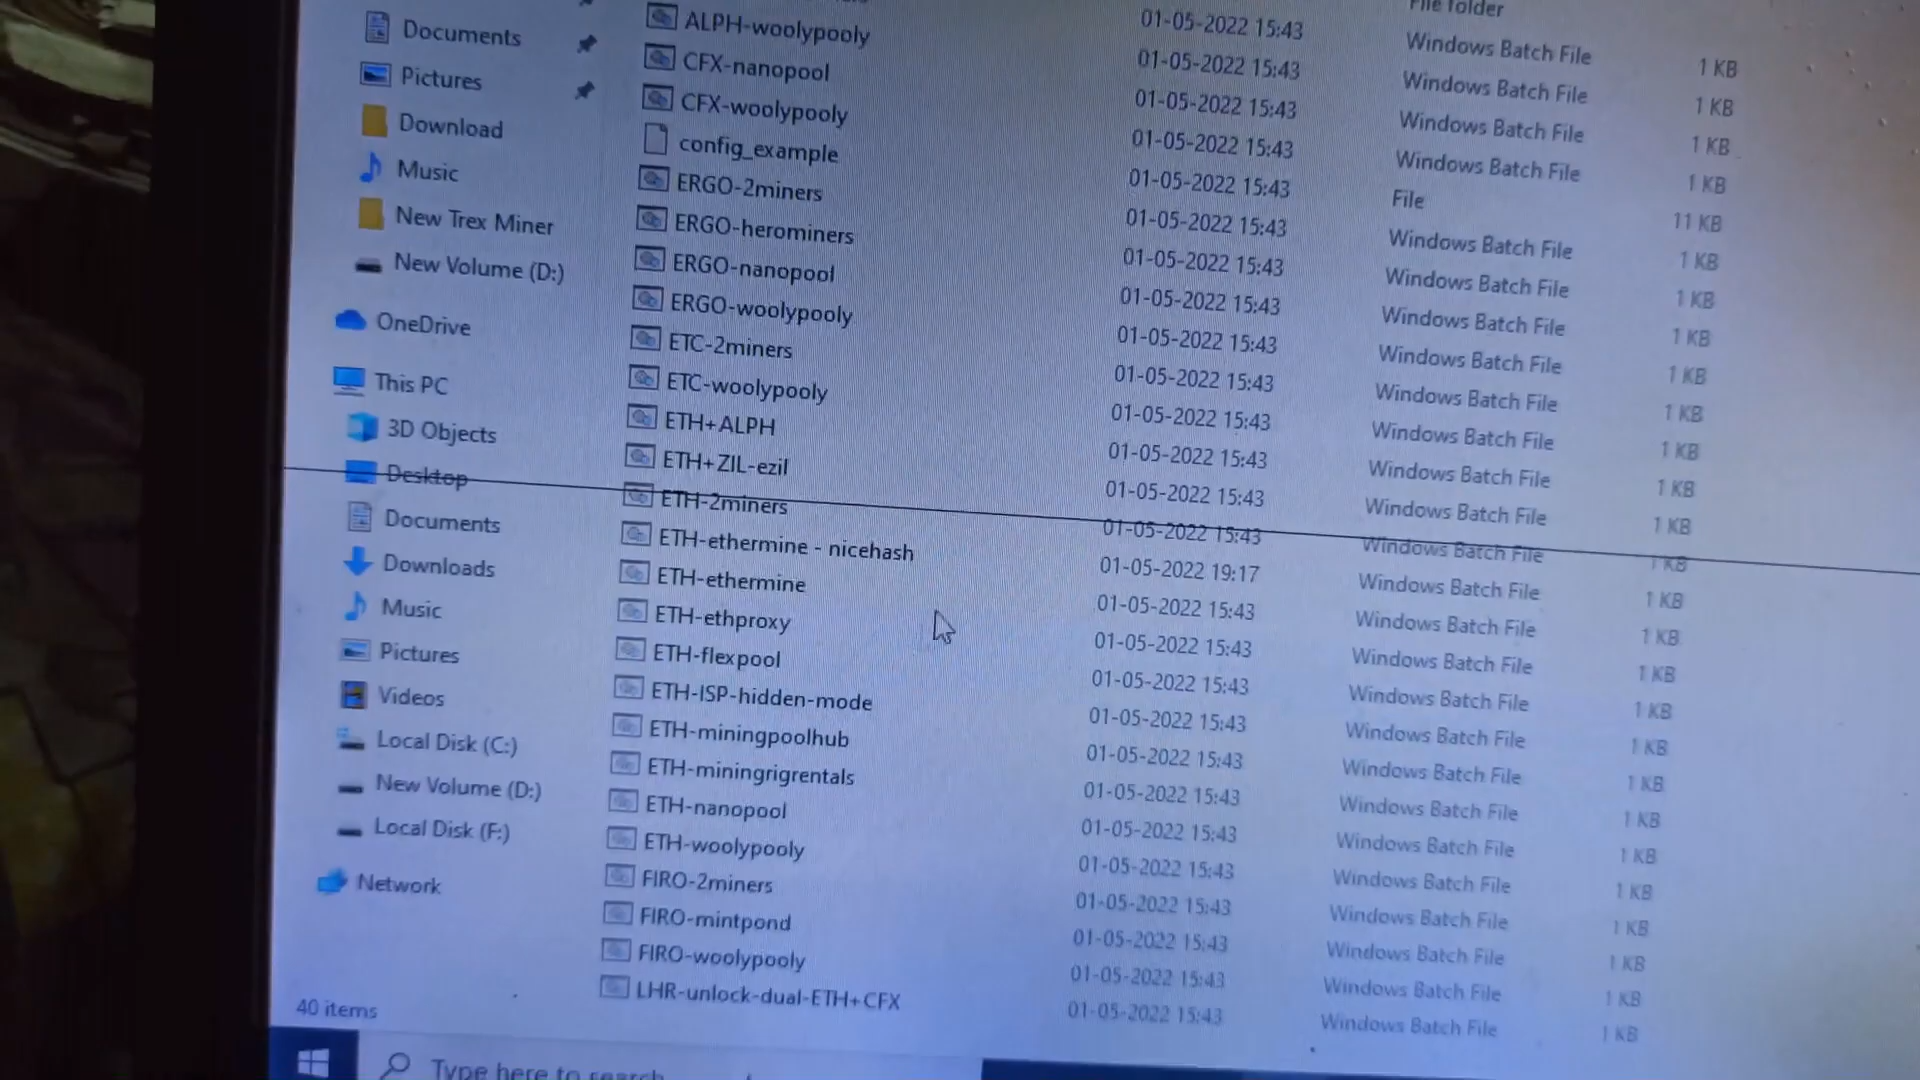 File folder
Documents
ALPH-woolypooly 01-05-2022 15:43 Windows Batch File 1 KB
Pictures
CFX-nanopool 01-05-2022 15:43 Windows Batch File 1 KB
Download
CFX-woolypooly 01-05-2022 15:43 Windows Batch File 1 KB
config_example 01-05-2022 15:43 Windows Batch File 1 KB
Music
ERGO-2miners 01-05-2022 15:43 File 11 KB
New Trex Miner
ERGO-herominers 01-05-2022 15:43 Windows Batch File 1 KB
New Volume (D:)
ERGO-nanopool 01-05-2022 15:43 Windows Batch File 1 KB
ERGO-woolypooly 01-05-2022 15:43 Windows Batch File 1 KB
OneDrive
ETC-2miners 01-05-2022 15:43 Windows Batch File 1 KB
This PC
ETC-woolypooly 01-05-2022 15:43 Windows Batch File 1 KB
3D Objects
ETH+ALPH 01-05-2022 15:43 Windows Batch File 1 KB
ETH+ZIL-ezil 01-05-2022 15:43 Windows Batch File 1 KB
Desktop
ETH-2miners 01-05-2022 15:43 Windows Batch File 1 KB
Documents
ETH-ethermine - nicehash 01-05-2022 15:43 Windows Batch File 1 KB
Downloads
ETH-ethermine 01-05-2022 19:17 Windows Batch File 1 KB
Music
ETH-ethproxy 01-05-2022 15:43 Windows Batch File 1 KB
ETH-flexpool 01-05-2022 15:43 Windows Batch File 1 KB
Pictures
ETH-ISP-hidden-mode 01-05-2022 15:43 Windows Batch File 1 KB
Videos
ETH-miningpoolhub 01-05-2022 15:43 Windows Batch File 1 KB
Local Disk (C:)
ETH-miningrigrentals 01-05-2022 15:43 Windows Batch File 1 KB
New Volume (D:)
ETH-nanopool 01-05-2022 15:43 Windows Batch File 1 KB
Local Disk (F:)
ETH-woolypooly 01-05-2022 15:43 Windows Batch File 1 KB
Network
FIRO-2miners 01-05-2022 15:43 Windows Batch File 1 KB
FIRO-mintpond 01-05-2022 15:43 Windows Batch File 1 KB
FIRO-woolypooly 01-05-2022 15:43 Windows Batch File 1 KB
LHR-unlock-dual-ETH+CFX 01-05-2022 15:43 Windows Batch File 1 KB
01-05-2022 15:43 Windows Batch File 1 KB
40 items
Type here to search